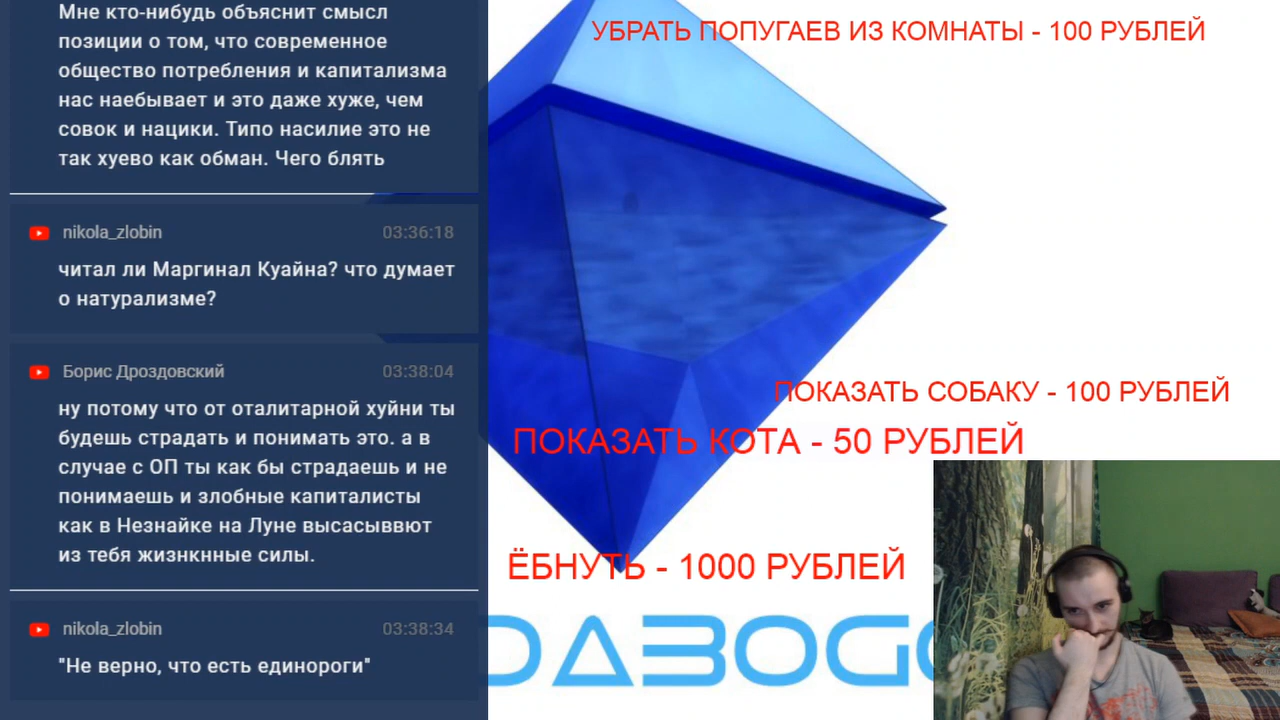 Мне кто-нибудь объяснит смысл
позиции о том, что современное
общество потребления и капитализма
нас наебывает и это даже хуже, чем
совок и нацики. Типо насилие это не
так хуево как обман. Чего блять
nikola_zlobin 03:36:18
читал ли Маргинал Куайна? что думает
о натурализме?
Борис Дроздовский 03:38:04
ну потому что от оталитарной хуйни ты
будешь страдать и понимать это. а в
случае с ОП ты как бы страдаешь и не
понимаешь и злобные капиталисты
как в Незнайке на Луне высасыввют
из тебя жизнкнные силы.
nikola_zlobin 03:38:34
"Не верно, что есть единороги"
УБРАТЬ ПОПУГАЕВ ИЗ КОМНАТЫ - 100 РУБЛЕЙ
ПОКАЗАТЬ СОБАКУ - 100 РУБЛЕЙ
ПОКАЗАТЬ КОТА - 50 РУБЛЕЙ
ЁБНУТЬ - 1000 РУБЛЕЙ